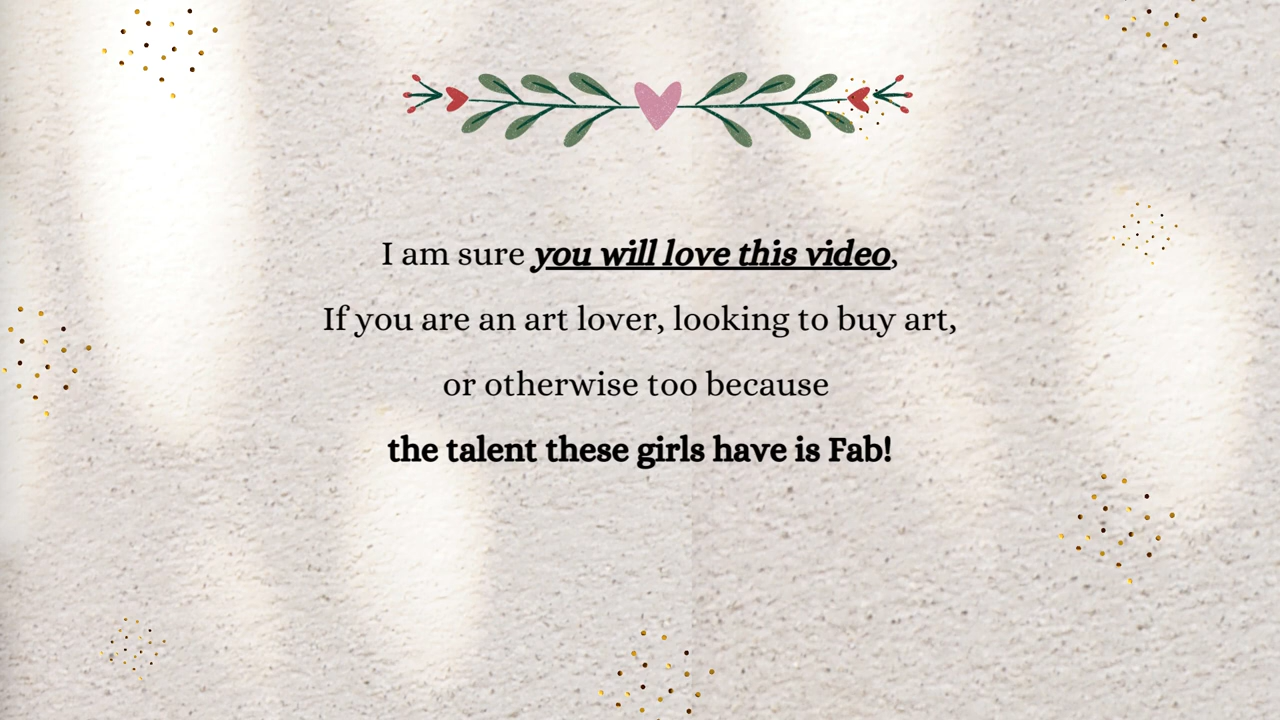 I am sure you will love this video,
If you are an art lover, looking to buy art,
or otherwise too because
the talent these girls have is Fab!